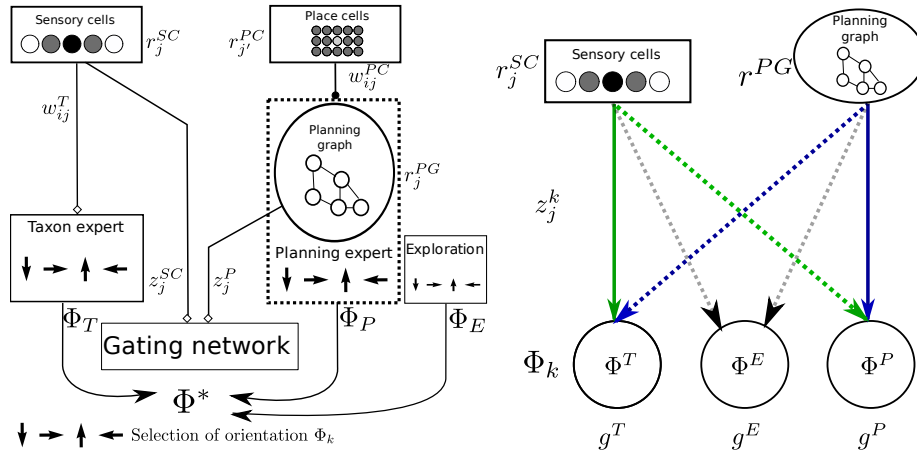 Sensory cells
r_j^{SC}
Place cells
r_{j'}^{PC}
w_{ij}^T
w_{ij}^{PC}
Planning
graph
r_j^{PG}
Taxon expert
z_j^{SC}
z_j^P
Planning expert
Exploration
Φ_T
Φ_P
Φ_E
Gating network
Φ*
Selection of orientation Φ_k
r_j^{SC}
Sensory cells
r^{PG}
Planning
graph
z_j^k
Φ_k
Φ^T
Φ^E
Φ^P
g^T
g^E
g^P